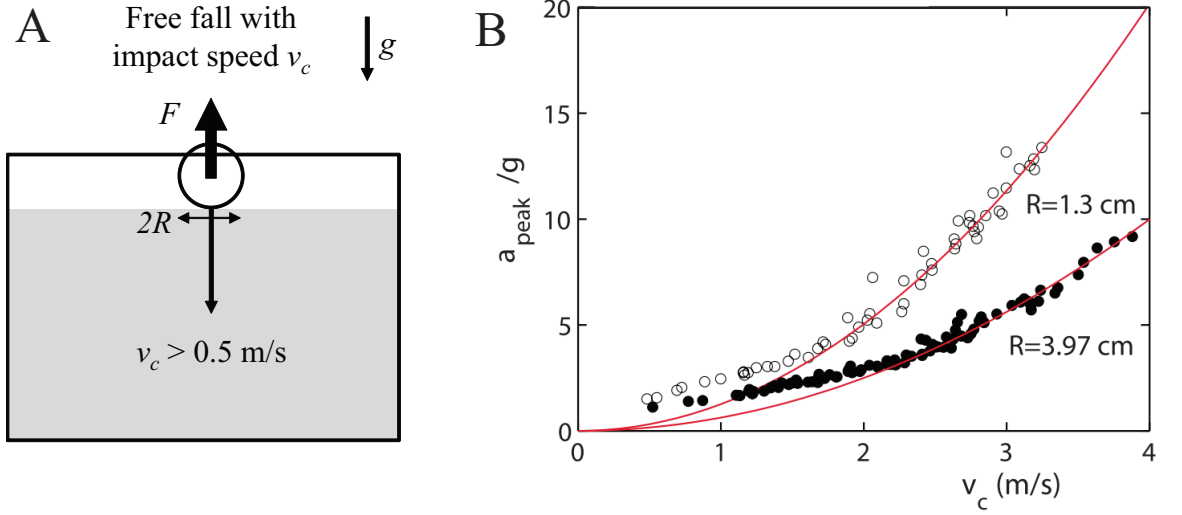 A
Free fall with
impact speed v_c
g
F
2R
v_c > 0.5 m/s
B
20
15
10
5
0
a_peak /g
R=1.3 cm
R=3.97 cm
0 1 2 3 4
v_c (m/s)